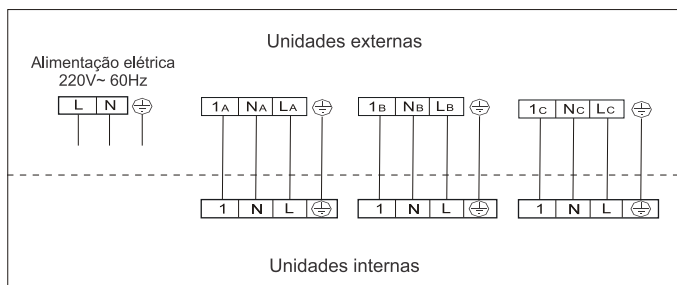 Unidades externas
Alimentação elétrica
220V~ 60Hz
L N
1A NA LA
1B NB LB
1C NC LC
1 N L
1 N L
1 N L
Unidades internas